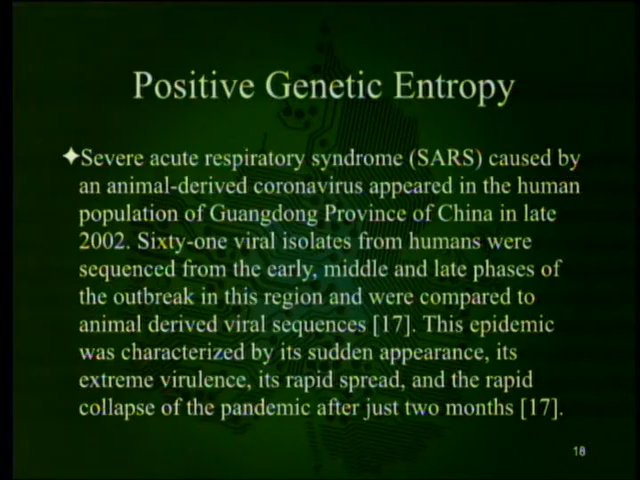 Positive Genetic Entropy
✦Severe acute respiratory syndrome (SARS) caused by
an animal-derived coronavirus appeared in the human
population of Guangdong Province of China in late
2002. Sixty-one viral isolates from humans were
sequenced from the early, middle and late phases of
the outbreak in this region and were compared to
animal derived viral sequences [17]. This epidemic
was characterized by its sudden appearance, its
extreme virulence, its rapid spread, and the rapid
collapse of the pandemic after just two months [17].
18